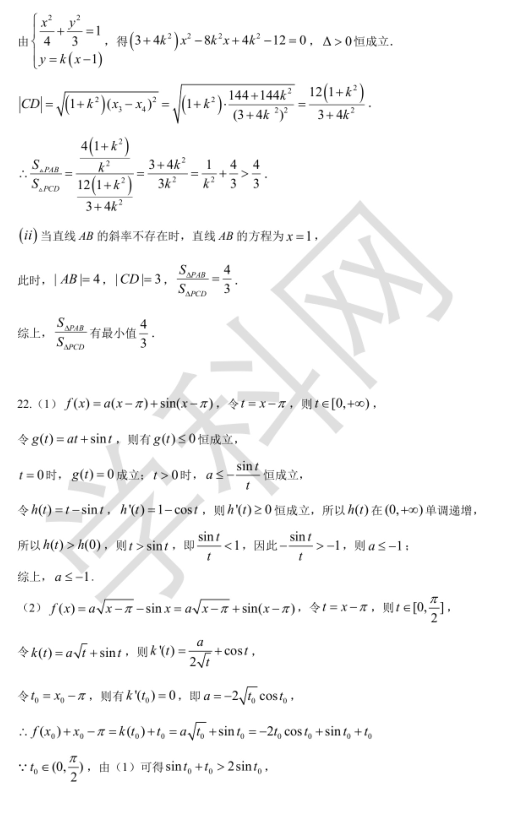 由 { x²/4 + y²/3 = 1, y = k(x−1) ，得 (3+4k²)x²−8k²x+4k²−12=0，Δ>0恒成立．
|CD|=√((1+k²)(x₃−x₄)²)=√((1+k²)·(144+144k²)/(3+4k²)²)=12(1+k²)/(3+4k²)．
∴S△PAB/S△PCD=(4(1+k²)/k²)/(12(1+k²)/(3+4k²))=(3+4k²)/(3k²)=1/k²+4/3>4/3．
(ii) 当直线 AB 的斜率不存在时，直线 AB 的方程为 x=1，
此时，|AB|=4，|CD|=3，S△PAB/S△PCD=4/3．
综上，S△PAB/S△PCD 有最小值 4/3．
22.（1） f(x)=a(x−π)+sin(x−π)，令 t=x−π，则 t∈[0,+∞)，
令 g(t)=at+sin t，则有 g(t)≤0 恒成立，
t=0时，g(t)=0成立；t>0时，a≤−sin t/t 恒成立，
令 h(t)=t−sin t，h'(t)=1−cos t，则 h'(t)≥0 恒成立，所以 h(t) 在 (0,+∞) 单调递增，
所以 h(t)>h(0)，则 t>sin t，即 sin t/t<1，因此 −sin t/t>−1，则 a≤−1；
综上，a≤−1．
（2） f(x)=a√(x−π)−sin x=a√(x−π)+sin(x−π)，令 t=x−π，则 t∈[0,π/2]，
令 k(t)=a√t+sin t，则 k'(t)=a/(2√t)+cos t，
令 t₀=x₀−π，则有 k'(t₀)=0，即 a=−2√t₀ cos t₀，
∴f(x₀)+x₀−π=k(t₀)+t₀=a√t₀+sin t₀=−2t₀ cos t₀+sin t₀+t₀
∵t₀∈(0,π/2)，由（1）可得 sin t₀+t₀>2sin t₀，
学科网